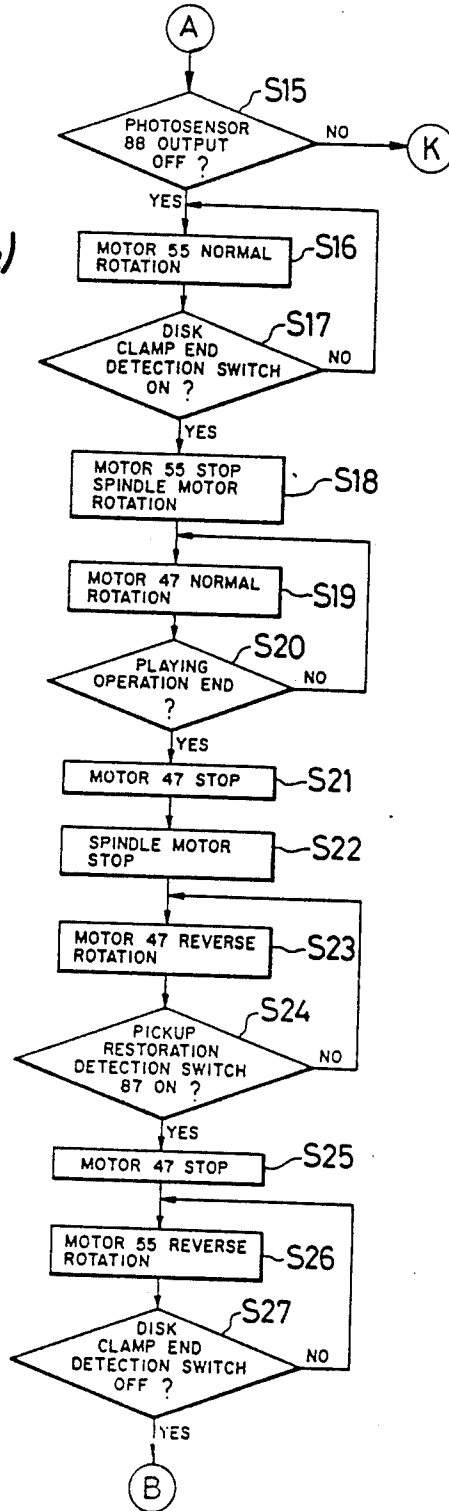 A
S15
PHOTOSENSOR
88 OUTPUT
OFF ?
NO
K
YES
)
MOTOR 55 NORMAL
ROTATION
S16
S17
DISK
CLAMP END
DETECTION SWITCH
ON ?
NO
YES
MOTOR 55 STOP
SPINDLE MOTOR
ROTATION
S18
MOTOR 47 NORMAL
ROTATION
S19
S20
PLAYING
OPERATION END
?
NO
YES
MOTOR 47 STOP
S21
SPINDLE MOTOR
STOP
S22
MOTOR 47 REVERSE
ROTATION
S23
S24
PICKUP
RESTORATION
DETECTION SWITCH
87 ON ?
NO
YES
MOTOR 47 STOP
S25
MOTOR 55 REVERSE
ROTATION
S26
S27
DISK
CLAMP END
DETECTION SWITCH
OFF ?
NO
YES
B